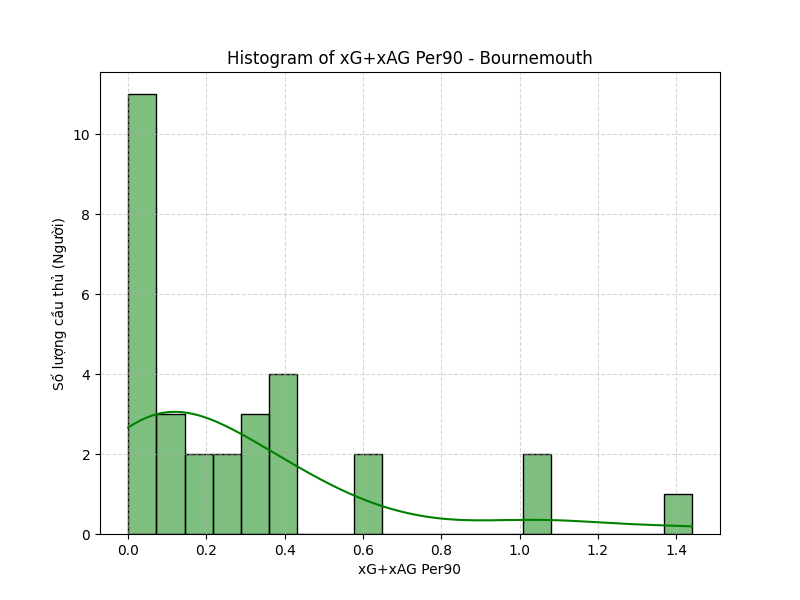 Histogram of xG+xAG Per90 - Bournemouth
Số lượng cầu thủ (Người)
10
8
6
4
2
0
0.0 0.2 0.4 0.6 0.8 1.0 1.2 1.4
xG+xAG Per90